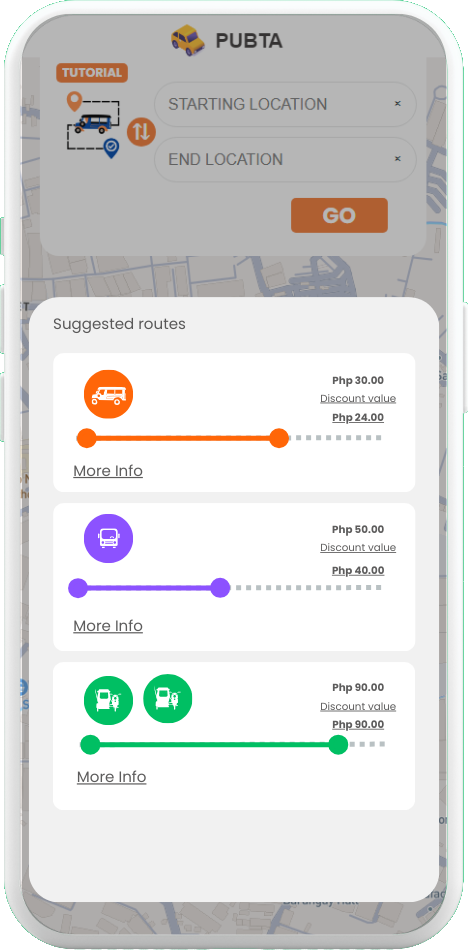 PUBTA
TUTORIAL
STARTING LOCATION
END LOCATION
GO
Suggested routes
Php 30.00
Discount value
Php 24.00
More Info
Php 50.00
Discount value
Php 40.00
More Info
Php 90.00
Discount value
Php 90.00
More Info